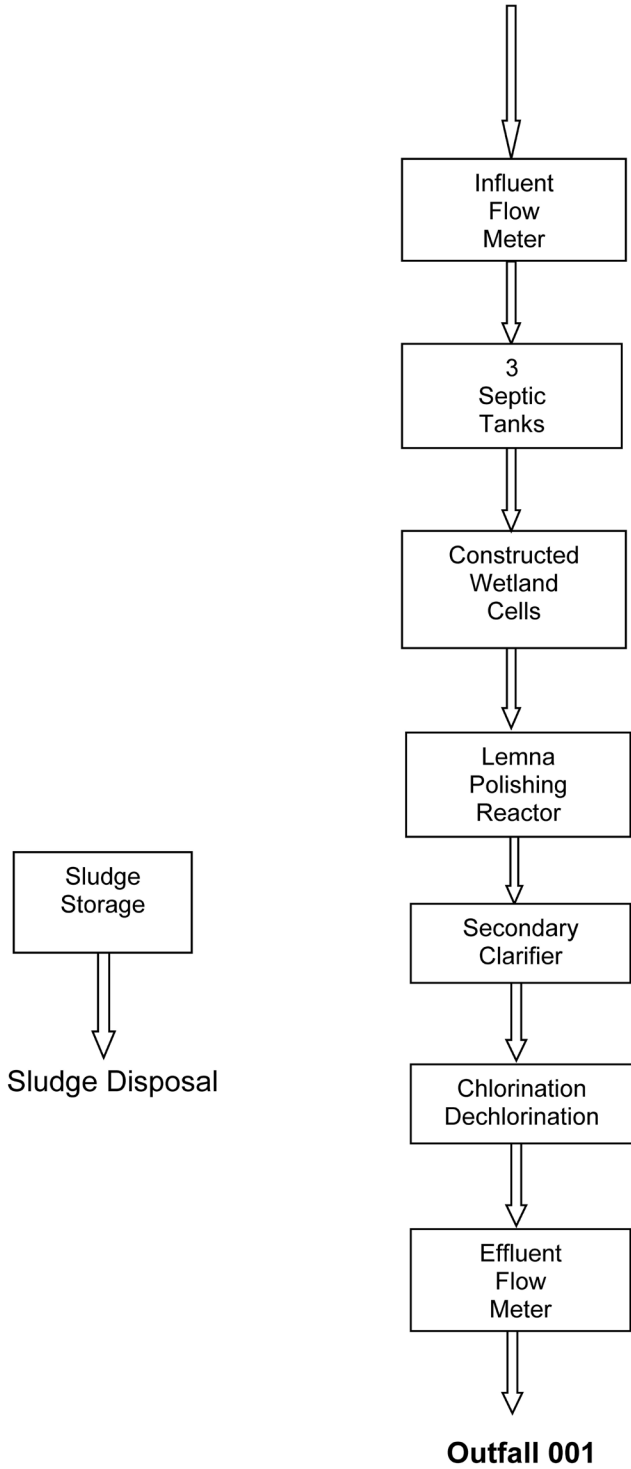 Influent
Flow
Meter
3
Septic
Tanks
Constructed
Wetland
Cells
Lemna
Polishing
Reactor
Sludge
Storage
Secondary
Clarifier
Sludge Disposal
Chlorination
Dechlorination
Effluent
Flow
Meter
Outfall 001